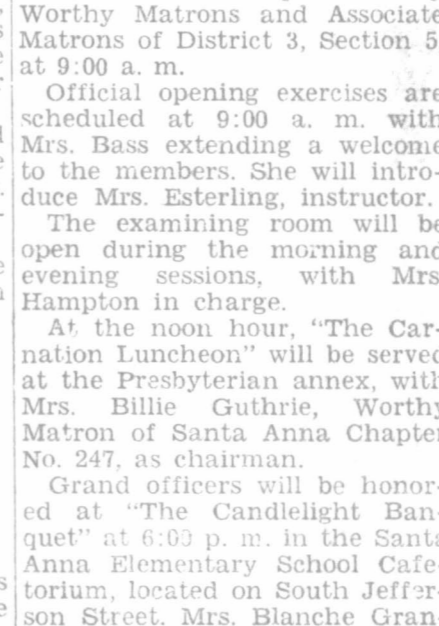 Worthy Matrons and Associate
Matrons of District 3, Section 5
at 9:00 a. m.
Official opening exercises are
scheduled at 9:00 a. m. with
Mrs. Bass extending a welcome
to the members. She will intro-
duce Mrs. Esterling, instructor.
The examining room will be
open during the morning and
evening sessions, with Mrs
Hampton in charge.
At the noon hour, "The Car-
nation Luncheon" will be served
at the Presbyterian annex, with
Mrs. Billie Guthrie, Worthy
Matron of Santa Anna Chapter
No. 247, as chairman.
Grand officers will be honor-
ed at "The Candlelight Ban-
quet" at 6:00 p. m. in the Santa
Anna Elementary School Cafe-
torium, located on South Jeffer-
son Street. Mrs. Blanche Gran